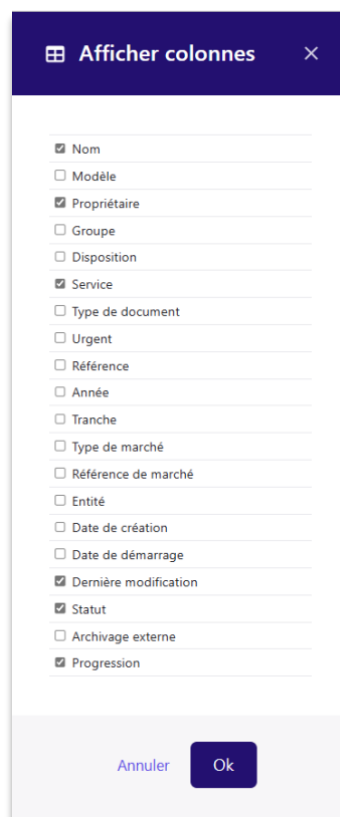 Afficher colonnes
Nom
Modèle
Propriétaire
Groupe
Disposition
Service
Type de document
Urgent
Référence
Année
Tranche
Type de marché
Référence de marché
Entité
Date de création
Date de démarrage
Dernière modification
Statut
Archivage externe
Progression
Annuler Ok